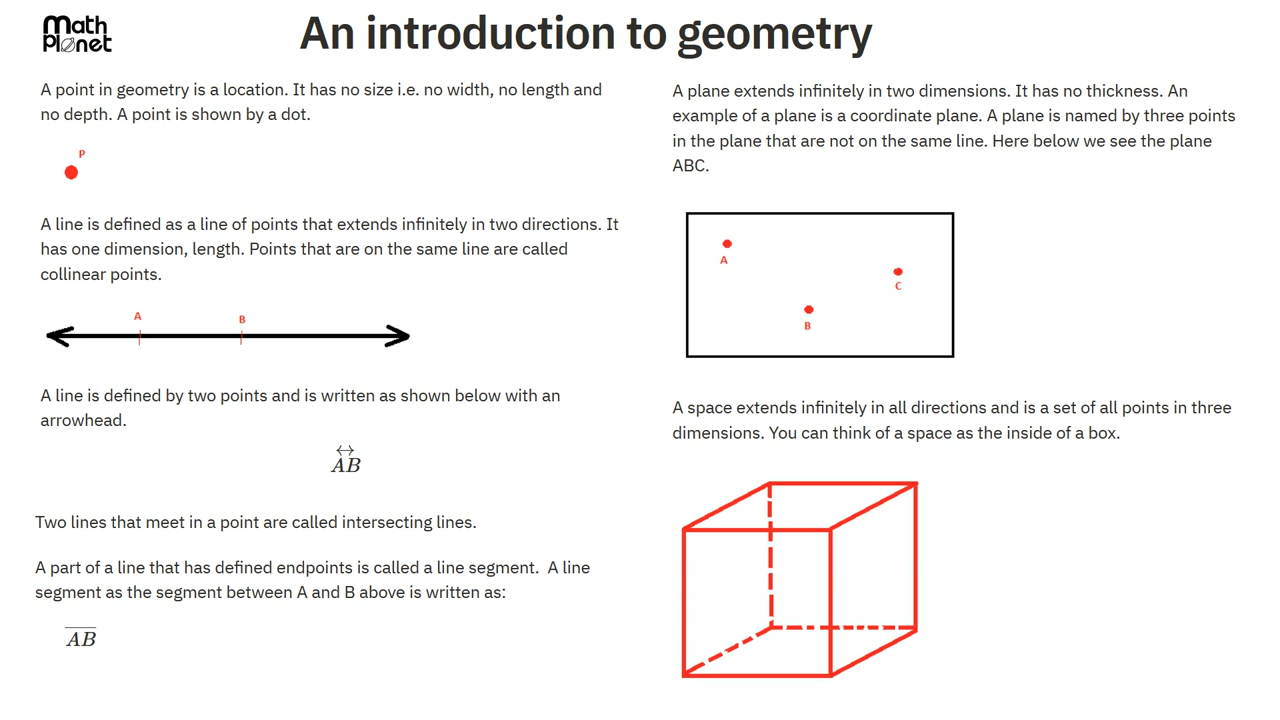 Math
Planet
An introduction to geometry
A point in geometry is a location. It has no size i.e. no width, no length and
no depth. A point is shown by a dot.
P
A line is defined as a line of points that extends infinitely in two directions. It
has one dimension, length. Points that are on the same line are called
collinear points.
A B
A line is defined by two points and is written as shown below with an
arrowhead.
↔
AB
Two lines that meet in a point are called intersecting lines.
A part of a line that has defined endpoints is called a line segment.  A line
segment as the segment between A and B above is written as:
A̅B̅
A plane extends infinitely in two dimensions. It has no thickness. An
example of a plane is a coordinate plane. A plane is named by three points
in the plane that are not on the same line. Here below we see the plane
ABC.
A
C
B
A space extends infinitely in all directions and is a set of all points in three
dimensions. You can think of a space as the inside of a box.